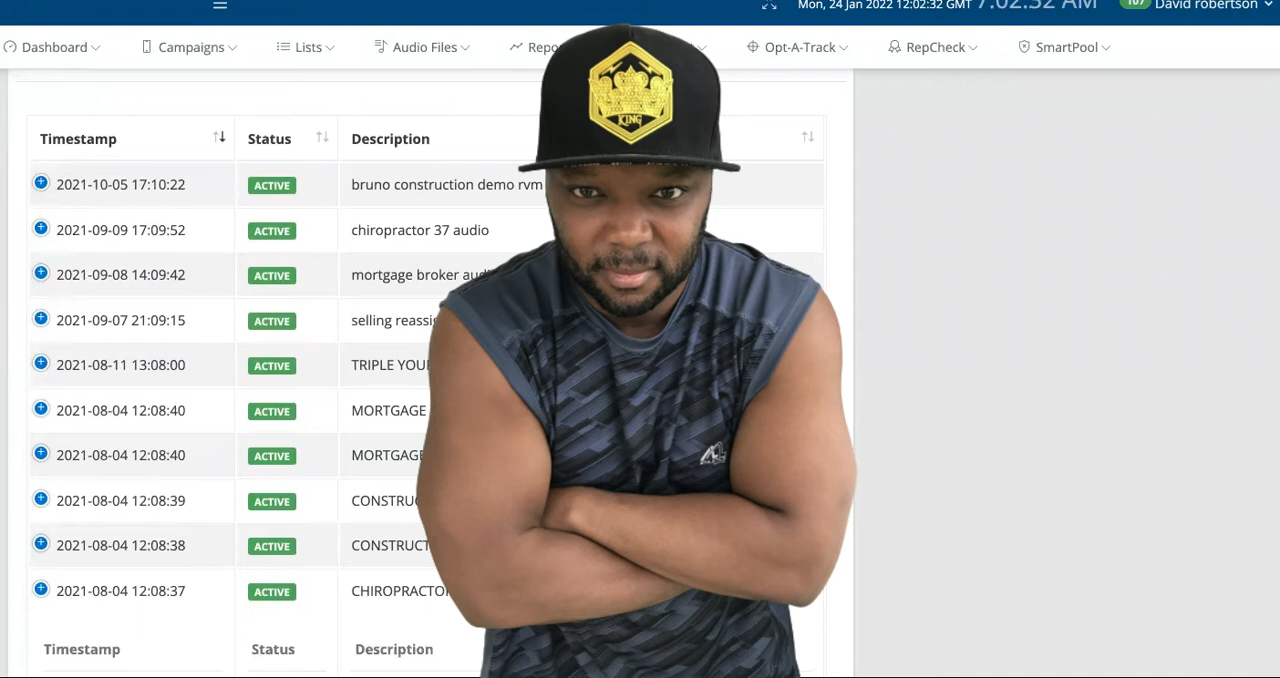 Mon, 24 Jan 2022 12:02:32 GMT 7:02:32 AM 107 David robertson
Dashboard Campaigns Lists Audio Files Opt-A-Track RepCheck SmartPool
KING
Timestamp Status Description
2021-10-05 17:10:22 ACTIVE bruno construction demo rvm
2021-09-09 17:09:52 ACTIVE chiropractor 37 audio
2021-09-08 14:09:42 ACTIVE mortgage broker
2021-09-07 21:09:15 ACTIVE selling
2021-08-11 13:08:00 ACTIVE TRIPLE
2021-08-04 12:08:40 ACTIVE MORTGAGE
2021-08-04 12:08:40 ACTIVE MORTGAGE
2021-08-04 12:08:39 ACTIVE
2021-08-04 12:08:38 ACTIVE
2021-08-04 12:08:37 ACTIVE
Timestamp Status Description